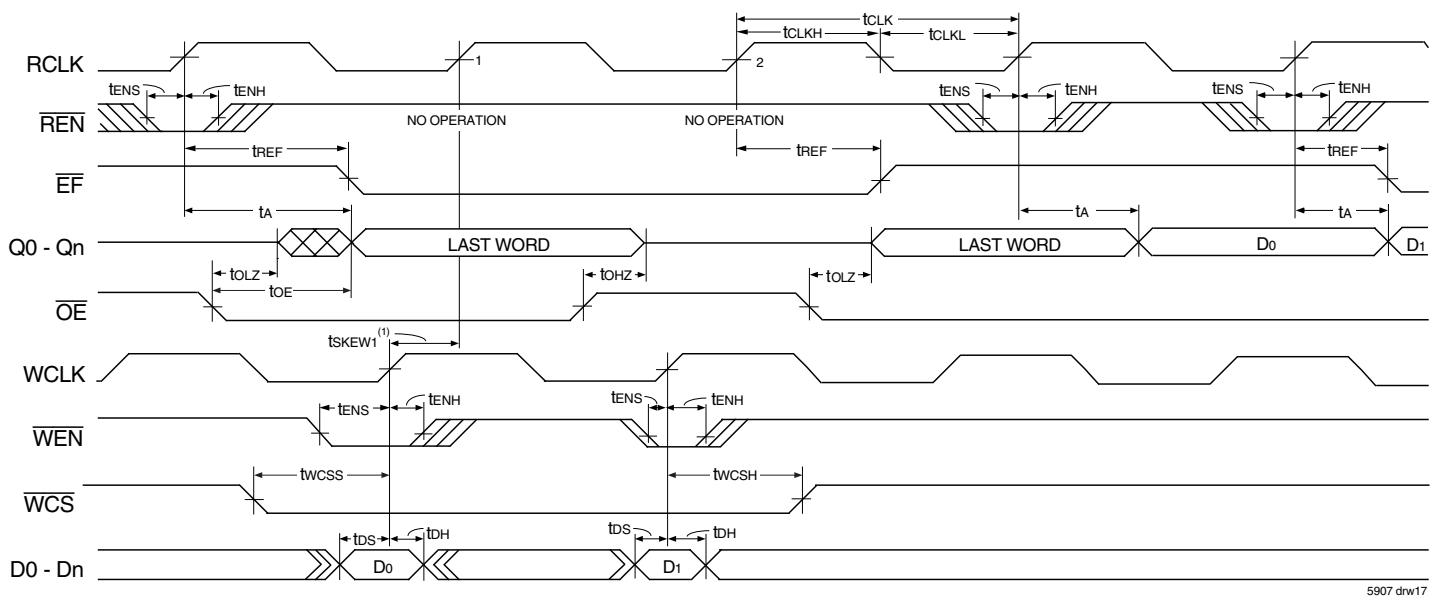 tCLK
tCLKH tCLKL
RCLK 1 2
tENS tENH tENS tENH tENS tENH
REN NO OPERATION NO OPERATION
tREF tREF tREF
EF
tA tA tA
Q0 - Qn LAST WORD LAST WORD D0 D1
tOLZ tOHZ tOLZ
tOE
OE
tSKEW1(1)
WCLK
tENS tENH tENS tENH
WEN
tWCSS tWCSH
WCS
tDS tDH tDS tDH
D0 - Dn D0 D1
5907 drw17